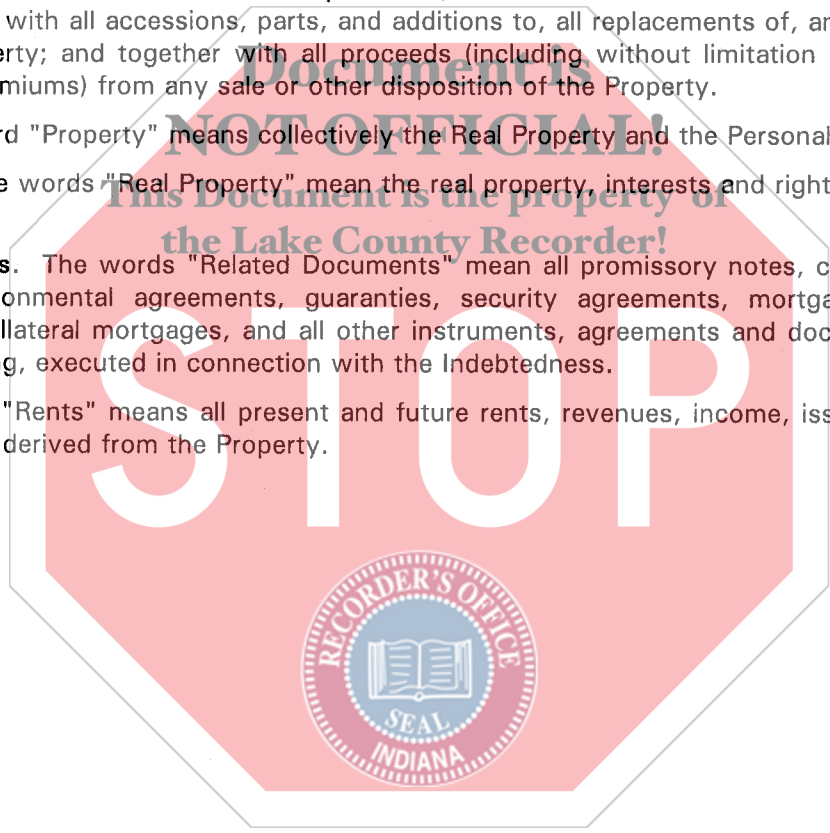 with all accessions, parts, and additions to, all replacements of,
erty; and together with all proceeds (including without limitation
miums) from any sale or other disposition of the Property.
Document is
NOT OFFICIAL!
rd "Property" means collectively the Real Property and the Personal
This Document is the property of
e words "Real Property" mean the real property, interests and right
the Lake County Recorder!
s. The words "Related Documents" mean all promissory notes, c
onmental agreements, guaranties, security agreements, mortga
llateral mortgages, and all other instruments, agreements and doc
g, executed in connection with the Indebtedness.
"Rents" means all present and future rents, revenues, income, iss
derived from the Property.
STOP
RECORDER'S OFFICE
SEAL
INDIANA